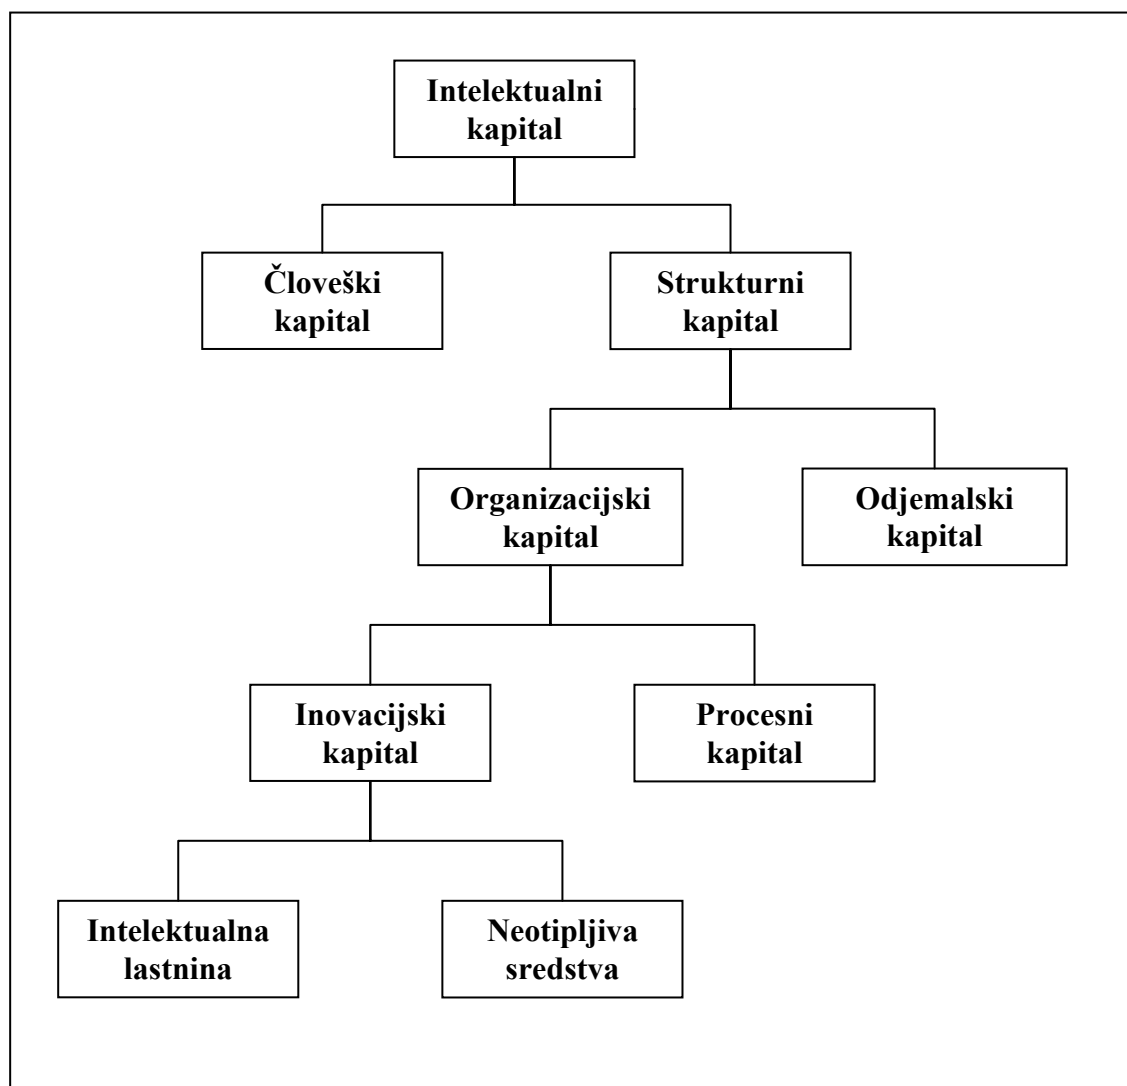 Intelektualni
kapital
Človeški
kapital
Strukturni
kapital
Organizacijski
kapital
Odjemalski
kapital
Inovacijski
kapital
Procesni
kapital
Intelektualna
lastnina
Neotipljiva
sredstva